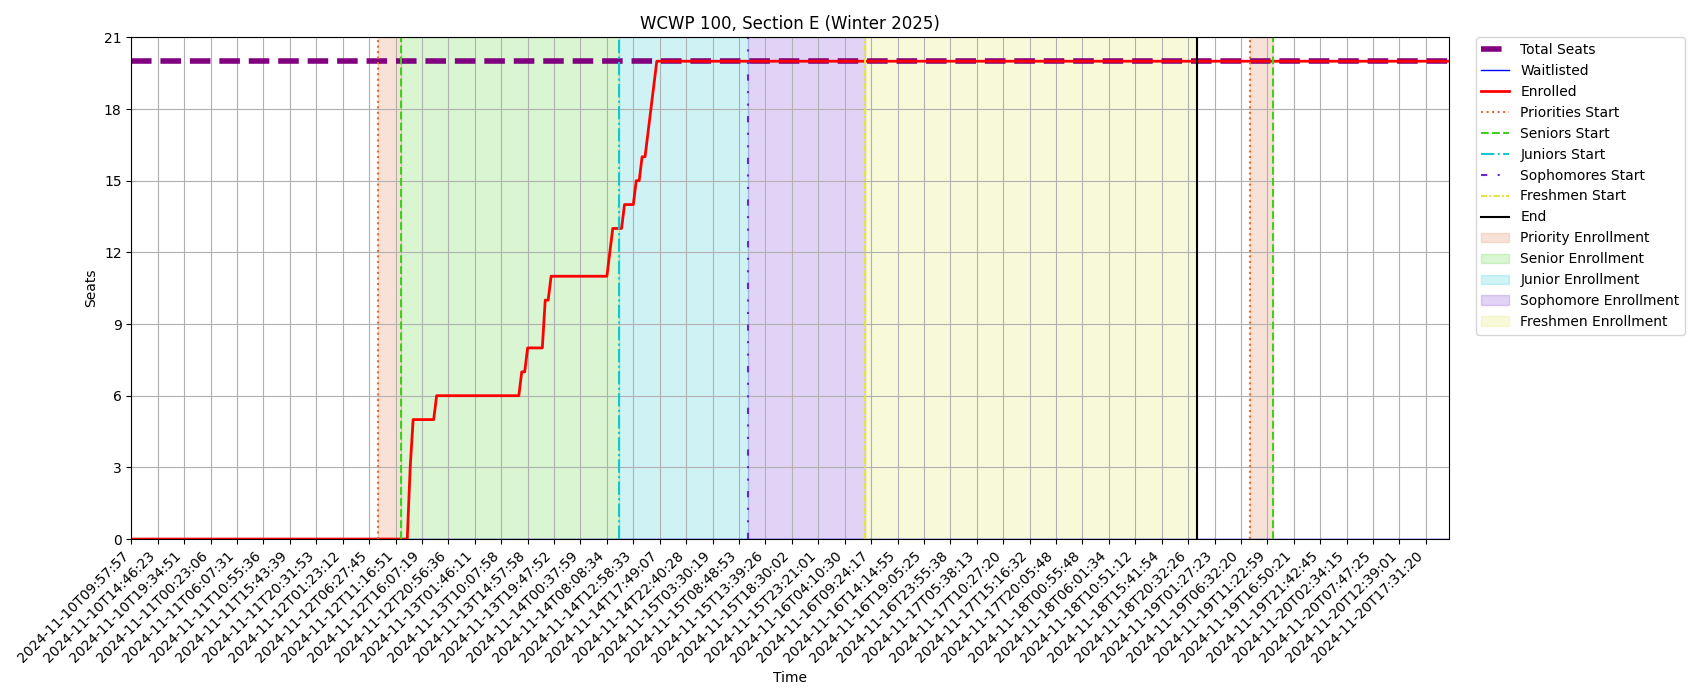 WCWP 100, Section E (Winter 2025)
21
18
15
12
9
6
3
0
Seats
2024-11-10T09:57:57
2024-11-10T14:46:23
2024-11-10T19:34:51
2024-11-11T00:23:06
2024-11-11T06:07:31
2024-11-11T10:55:36
2024-11-11T15:43:39
2024-11-11T20:31:53
2024-11-12T01:23:12
2024-11-12T06:27:45
2024-11-12T11:16:51
2024-11-12T16:07:19
2024-11-12T20:56:36
2024-11-13T01:46:11
2024-11-13T10:07:58
2024-11-13T14:57:58
2024-11-13T19:47:52
2024-11-14T00:37:59
2024-11-14T08:08:34
2024-11-14T12:58:33
2024-11-14T17:49:07
2024-11-14T22:40:28
2024-11-15T03:30:19
2024-11-15T08:48:53
2024-11-15T13:39:26
2024-11-15T18:30:02
2024-11-15T23:21:01
2024-11-16T04:10:30
2024-11-16T09:24:17
2024-11-16T14:14:55
2024-11-16T19:05:25
2024-11-16T23:55:38
2024-11-17T05:38:13
2024-11-17T10:27:20
2024-11-17T15:16:32
2024-11-17T20:05:48
2024-11-18T00:55:48
2024-11-18T06:01:34
2024-11-18T10:51:12
2024-11-18T15:41:54
2024-11-18T20:32:26
2024-11-19T01:27:23
2024-11-19T06:32:20
2024-11-19T11:22:59
2024-11-19T16:50:21
2024-11-19T21:42:45
2024-11-20T02:34:15
2024-11-20T07:47:25
2024-11-20T12:39:01
2024-11-20T17:31:20
Time
Total Seats
Waitlisted
Enrolled
Priorities Start
Seniors Start
Juniors Start
Sophomores Start
Freshmen Start
End
Priority Enrollment
Senior Enrollment
Junior Enrollment
Sophomore Enrollment
Freshmen Enrollment